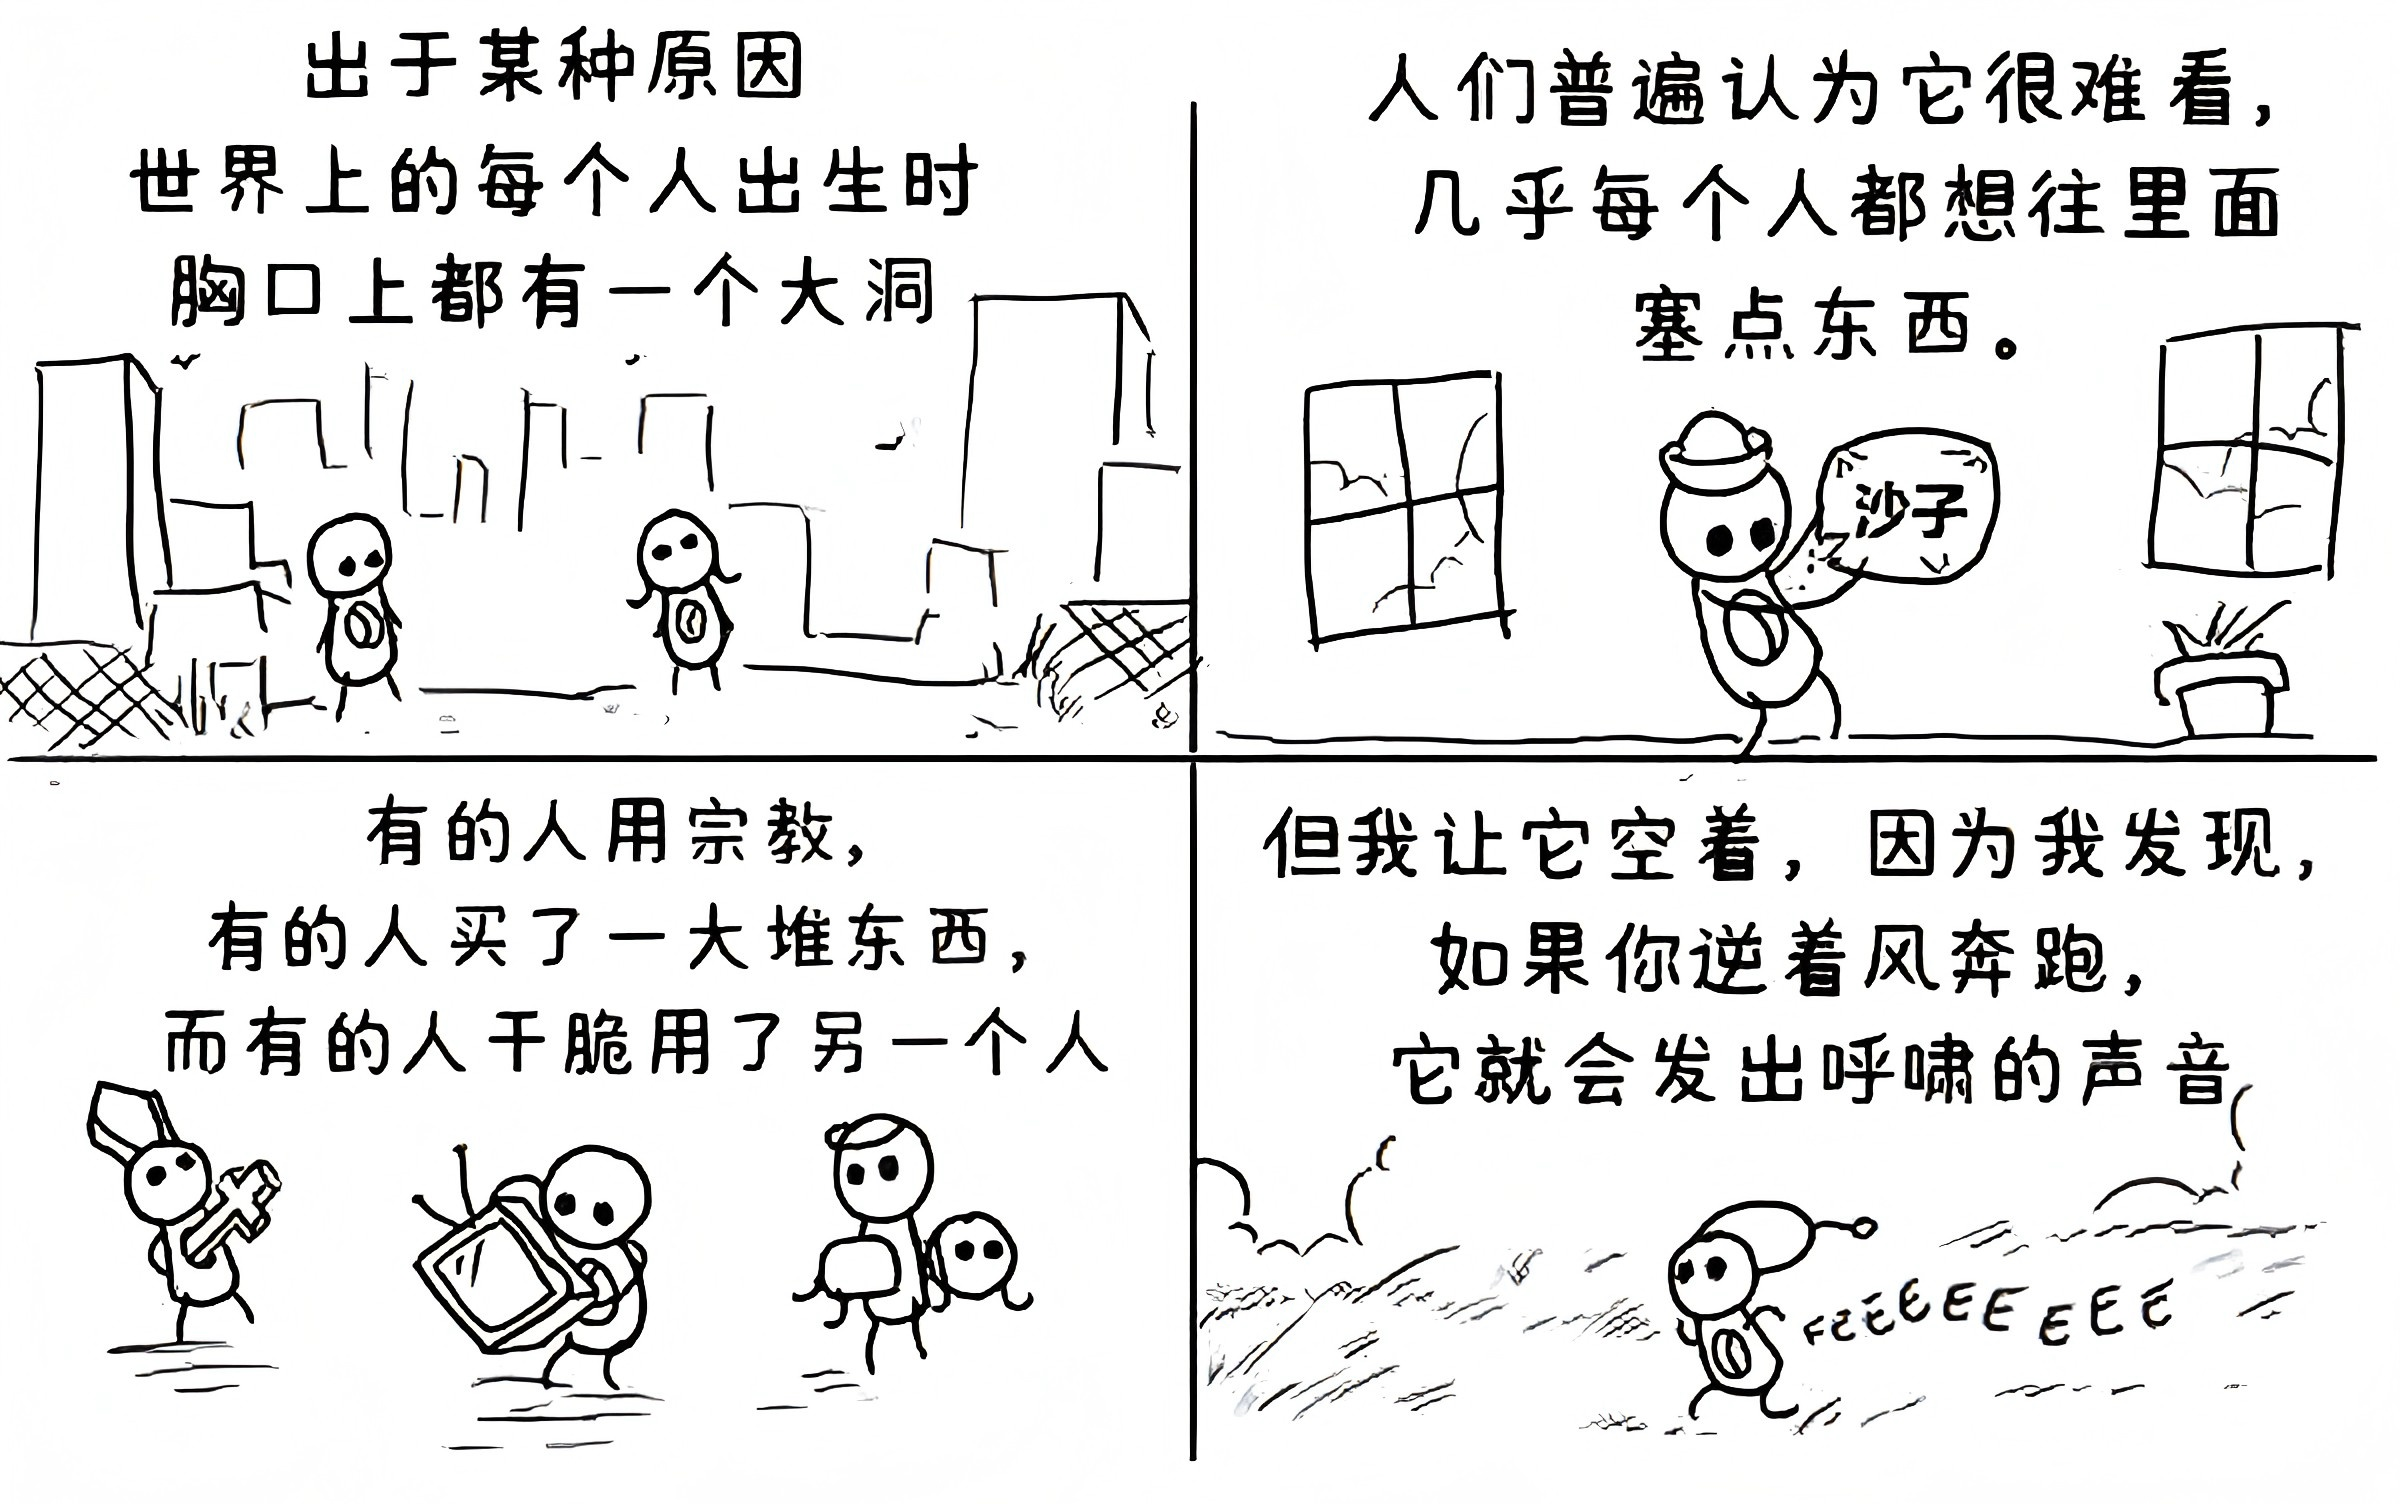 出于某种原因
世界上的每个人出生时
胸口上都有一个大洞
人们普遍认为它很难看，
几乎每个人都想往里面
塞点东西。
沙子
有的人用宗教，
有的人买了一大堆东西，
而有的人干脆用了另一个人
但我让它空着，因为我发现，
如果你逆着风奔跑，
它就会发出呼啸的声音
EEEEEEEE